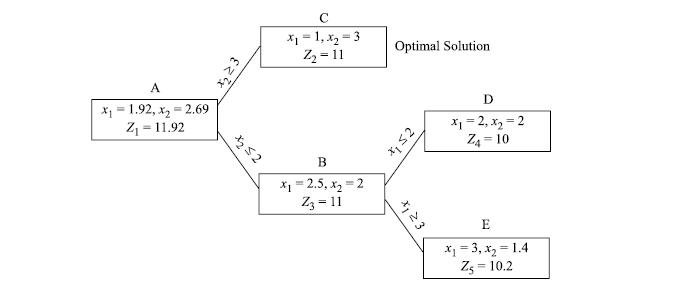 C
x₁ = 1, x₂ = 3
Z₂ = 11
Optimal Solution
x₂ ≥ 3
A
x₁ = 1.92, x₂ = 2.69
Z₁ = 11.92
x₂ ≤ 2
B
x₁ = 2.5, x₂ = 2
Z₃ = 11
x₁ ≤ 2
D
x₁ = 2, x₂ = 2
Z₄ = 10
x₁ ≥ 3
E
x₁ = 3, x₂ = 1.4
Z₅ = 10.2